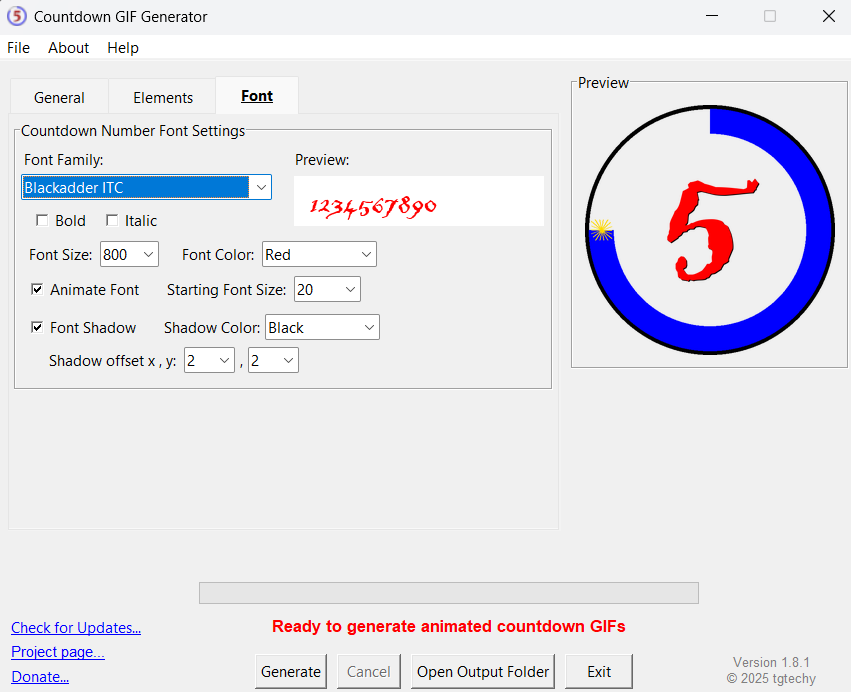 5 Countdown GIF Generator
File About Help
General Elements Font
Countdown Number Font Settings
Font Family: Preview:
Blackadder ITC 1234567890
Bold Italic
Font Size: 800 Font Color: Red
Animate Font Starting Font Size: 20
Font Shadow Shadow Color: Black
Shadow offset x , y: 2 , 2
Preview
5
Ready to generate animated countdown GIFs
Check for Updates...
Project page...
Donate...
Generate Cancel Open Output Folder Exit
Version 1.8.1
© 2025 tgtechy